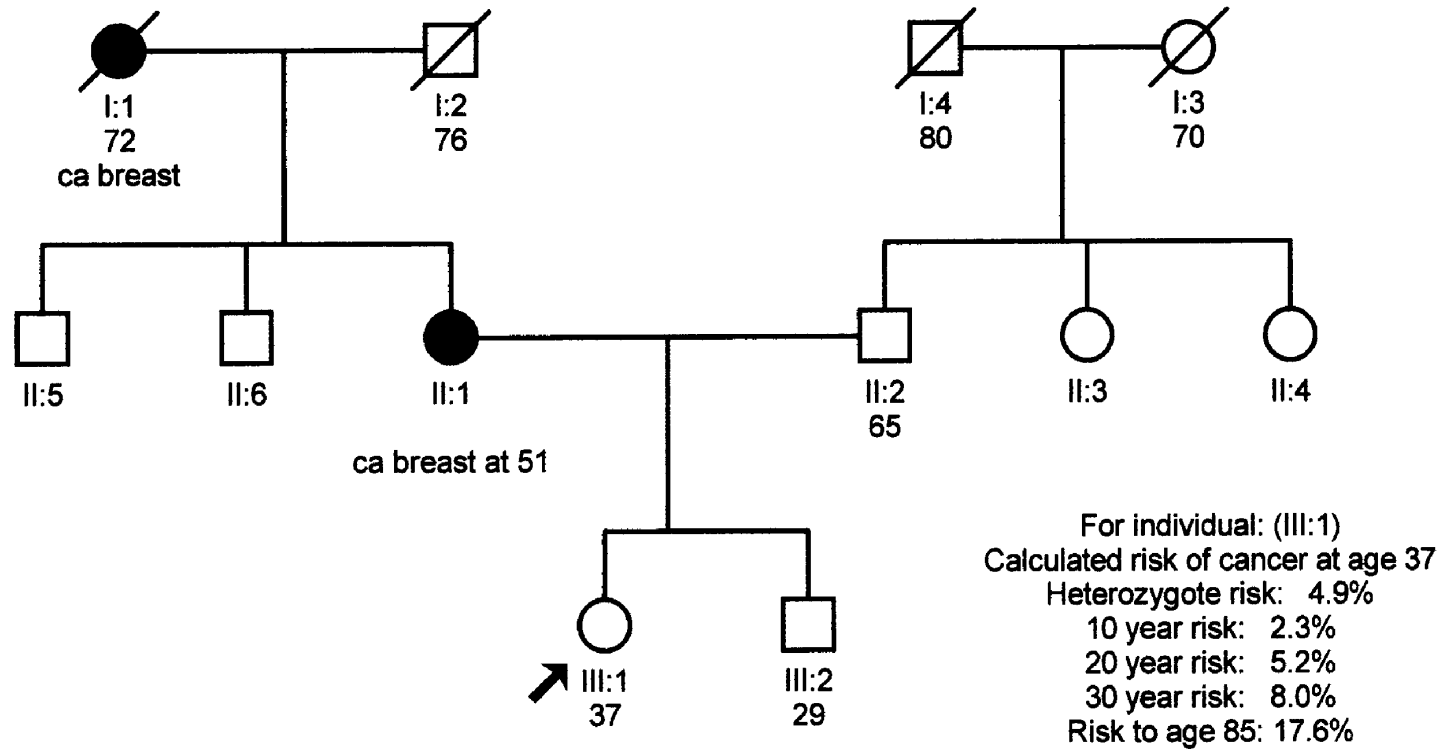 I:1
72
ca breast
I:2
76
I:4
80
I:3
70
II:5
II:6
II:1
ca breast at 51
II:2
65
II:3
II:4
III:1
37
III:2
29
For individual: (III:1)
Calculated risk of cancer at age 37
Heterozygote risk: 4.9%
10 year risk: 2.3%
20 year risk: 5.2%
30 year risk: 8.0%
Risk to age 85: 17.6%